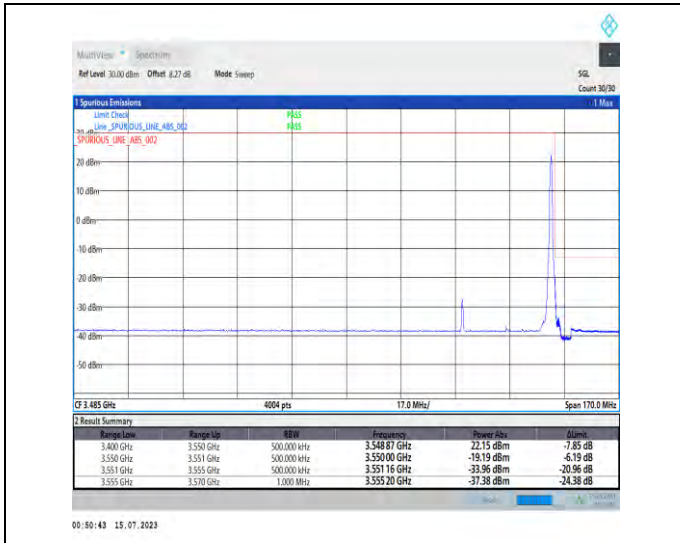 MultiView Spectrum
Ref Level 30.00 dBm Offset 8.27 dB Mode Sweep SGL
Count 30/30
1 Spurious Emissions 1 Max
Limit Check PASS
Line _SPURIOUS_LINE_ABS_002 PASS
30 dBm
_SPURIOUS_LINE_ABS_002
20 dBm
10 dBm
0 dBm
-10 dBm
-20 dBm
-30 dBm
-40 dBm
-50 dBm
CF 3.485 GHz 4004 pts 17.0 MHz/ Span 170.0 MHz
2 Result Summary
Range Low Range Up RBW Frequency Power Abs ΔLimit
3.400 GHz 3.550 GHz 500.000 kHz 3.548 87 GHz 22.15 dBm -7.85 dB
3.550 GHz 3.551 GHz 500.000 kHz 3.550 00 GHz -19.19 dBm -6.19 dB
3.551 GHz 3.555 GHz 500.000 kHz 3.551 16 GHz -33.96 dBm -20.96 dB
3.555 GHz 3.570 GHz 1.000 MHz 3.555 20 GHz -37.38 dBm -24.38 dB
00:50:43 15.07.2023